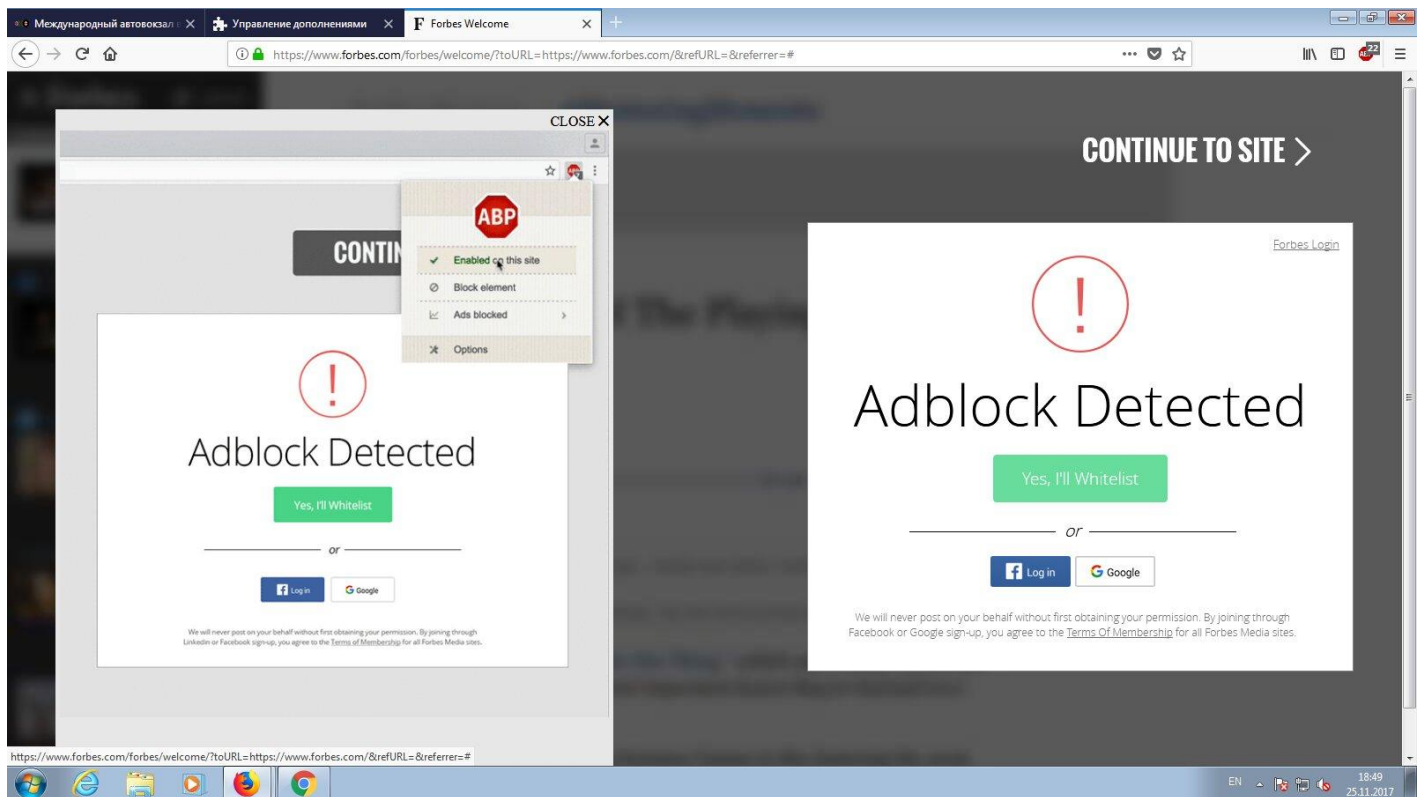 Международный автовокзал
Управление дополнениями
F Forbes Welcome
https://www.forbes.com/forbes/welcome/?toURL=https://www.forbes.com/&refURL=&referrer=#
22
CLOSE X
ABP
CONTIN
Enabled on this site
Block element
Ads blocked
Options
!
Adblock Detected
Yes, I'll Whitelist
or
f Log in
G Google
We will never post on your behalf without first obtaining your permission. By joining through
Linkedin or Facebook sign-up, you agree to the Terms of Membership for all Forbes Media sites.
CONTINUE TO SITE >
Forbes Login
!
Adblock Detected
Yes, I'll Whitelist
or
f Log in
G Google
We will never post on your behalf without first obtaining your permission. By joining through
Facebook or Google sign-up, you agree to the Terms Of Membership for all Forbes Media sites.
f The Playin
https://www.forbes.com/forbes/welcome/?toURL=https://www.forbes.com/&refURL=&referrer=#
EN
18:49
25.11.2017